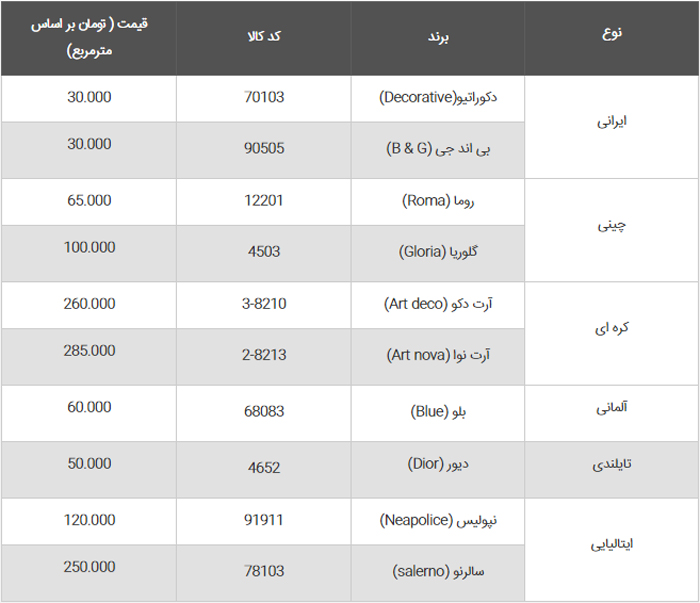 نوع برند کد کالا قیمت ( تومان بر اساس
مترمربع)
ایرانی دکوراتیو(Decorative) 70103 30.000
بی اند جی (B & G) 90505 30.000
چینی روما (Roma) 12201 65.000
گلوریا (Gloria) 4503 100.000
کره ای آرت دکو (Art deco) 3-8210 260.000
آرت نوا (Art nova) 2-8213 285.000
آلمانی بلو (Blue) 68083 60.000
تایلندی دیور (Dior) 4652 50.000
ایتالیایی نپولیس (Neapolice) 91911 120.000
سالرنو (salerno) 78103 250.000